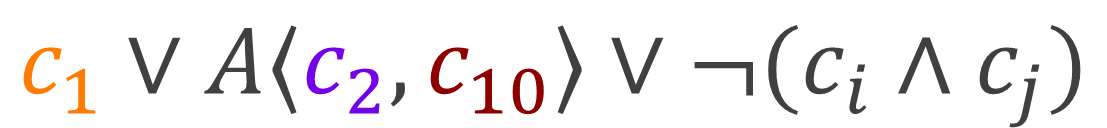 c₁ ∨ A⟨c₂, c₁₀⟩ ∨ ¬(cᵢ ∧ cⱼ)